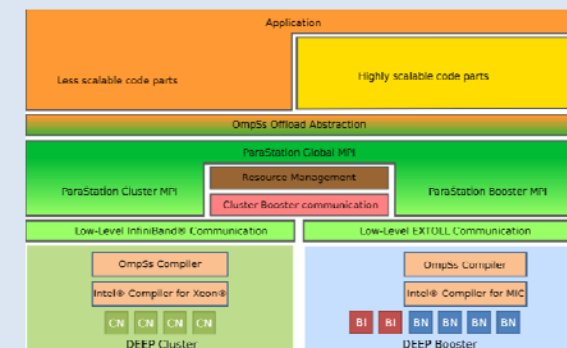 Application
Less scalable code parts
Highly scalable code parts
OmpSs Offload Abstraction
ParaStation Global MPI
Resource Management
ParaStation Cluster MPI
ParaStation Booster MPI
Cluster Booster communication
Low-Level InfiniBand® Communication
Low-Level EXTOLL Communication
OmpSs Compiler
OmpSs Compiler
Intel® Compiler for Xeon®
Intel® Compiler for MIC
CN CN CN CN
BI BI BN BN BN BN
DEEP Cluster
DEEP Booster